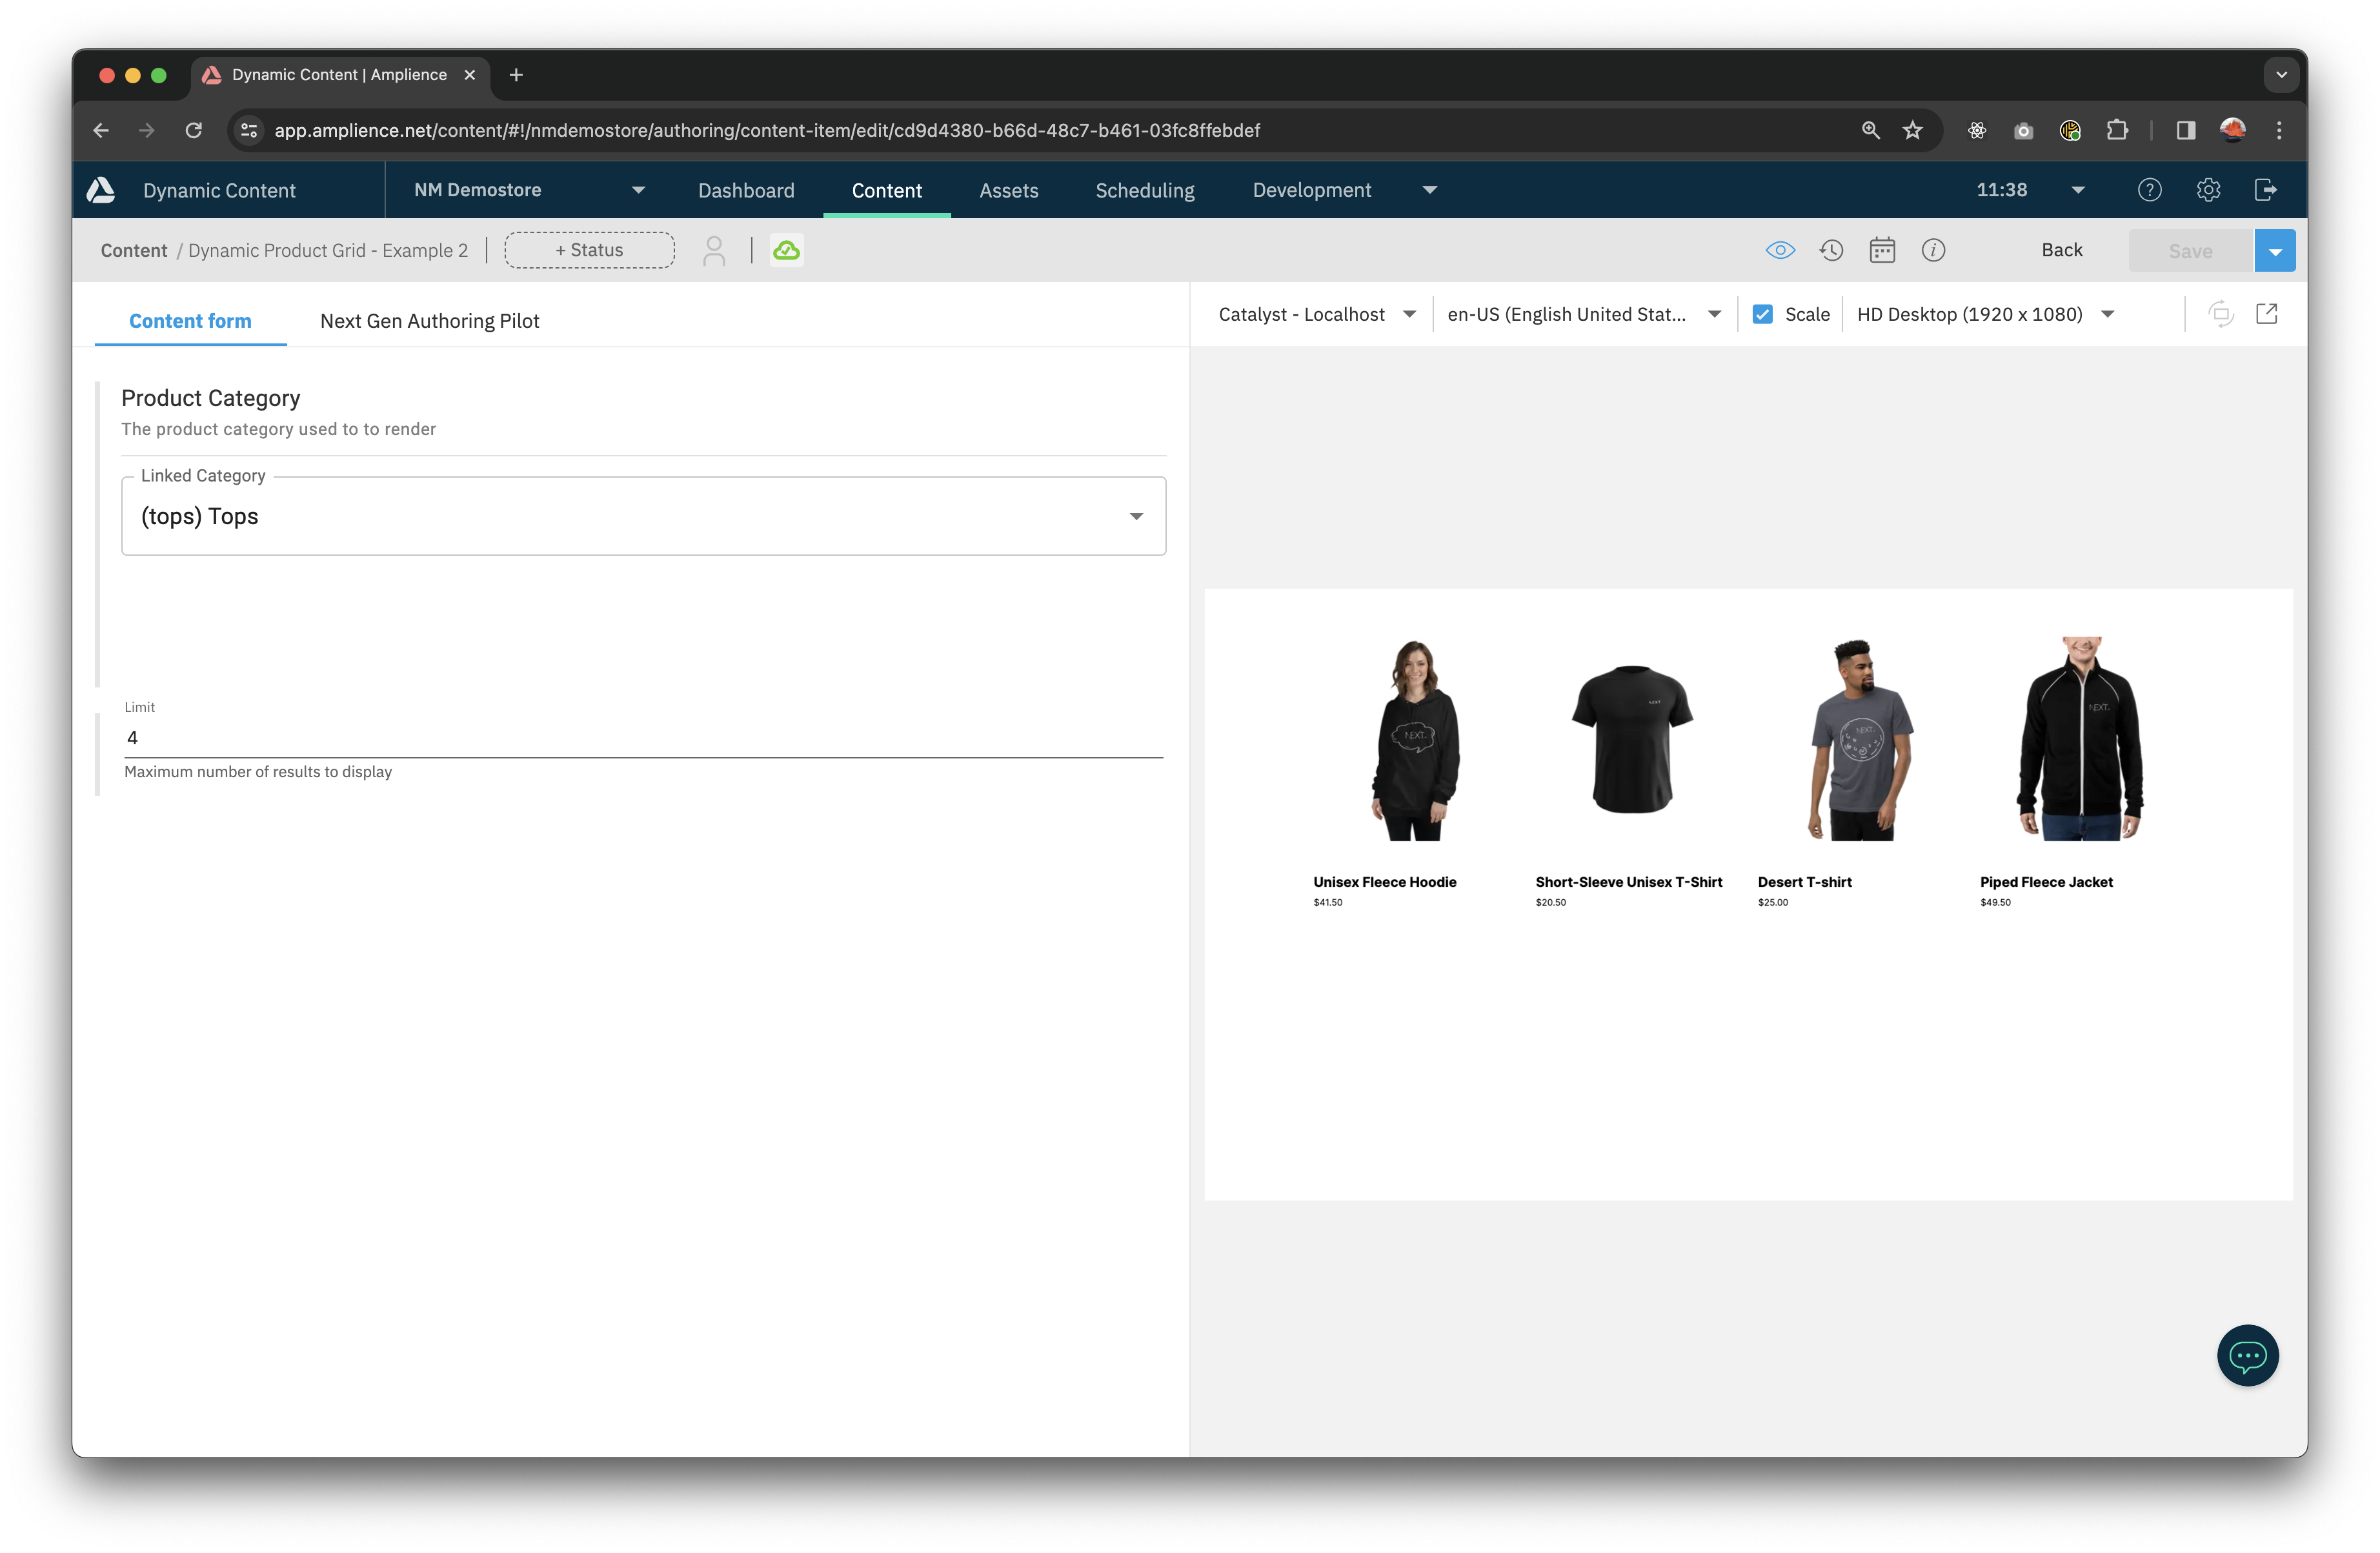 Dynamic Content | Amplience
app.amplience.net/content/#!/nmdemostore/authoring/content-item/edit/cd9d4380-b66d-48c7-b461-03fc8ffebdef
Dynamic Content
NM Demostore
Dashboard
Content
Assets
Scheduling
Development
11:38
Content / Dynamic Product Grid - Example 2
+ Status
Back
Save
Content form
Next Gen Authoring Pilot
Catalyst - Localhost
en-US (English United Stat...
Scale
HD Desktop (1920 x 1080)
Product Category
The product category used to to render
Linked Category
(tops) Tops
Limit
4
Maximum number of results to display
NEXT.
NEXT
NEXT.
NEXT.
Unisex Fleece Hoodie
$41.50
Short-Sleeve Unisex T-Shirt
$20.50
Desert T-shirt
$25.00
Piped Fleece Jacket
$49.50